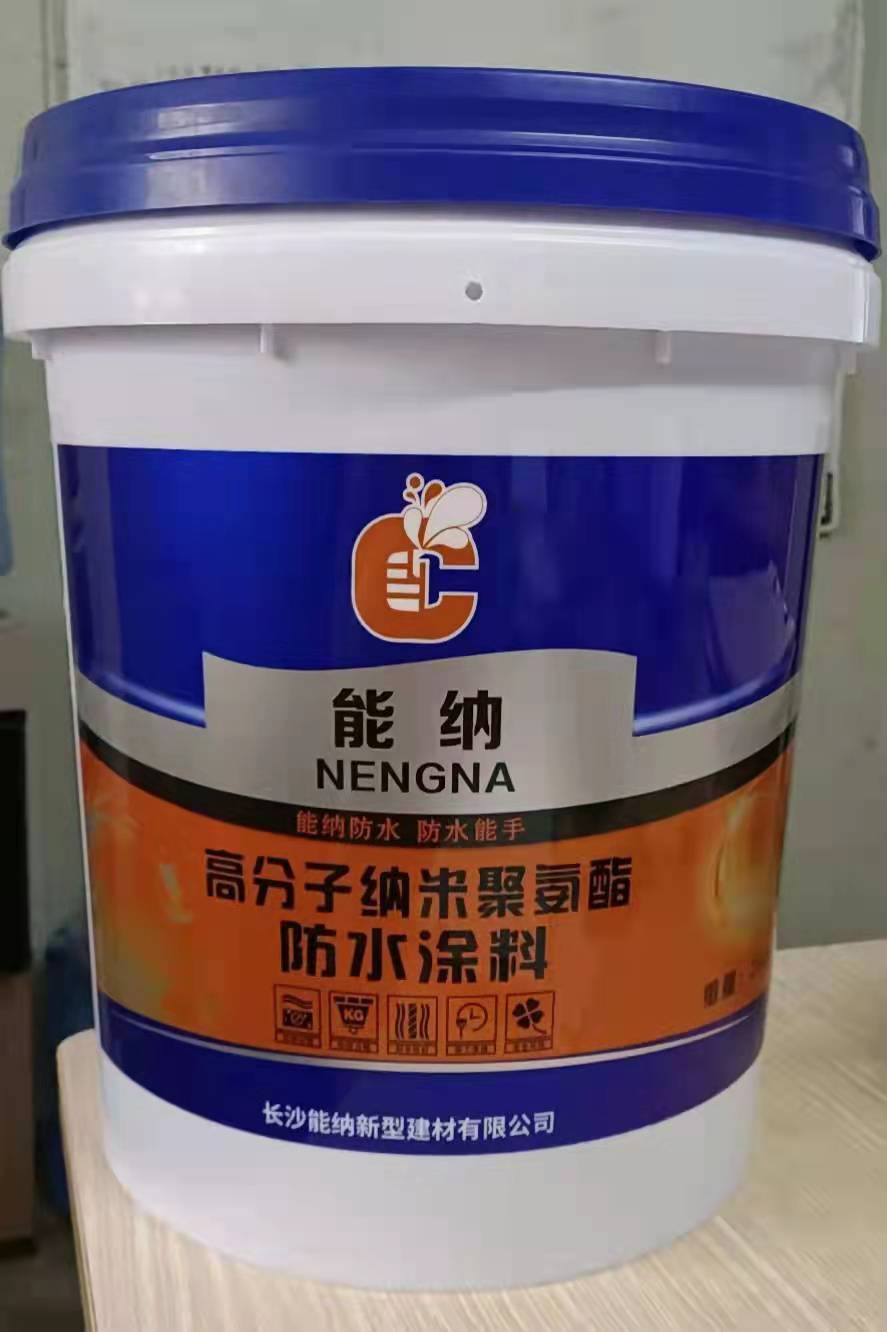 能纳
NENGNA
能纳防水 防水能手
高分子纳米聚氨酯
防水涂料
KG
长沙能纳新型建材有限公司